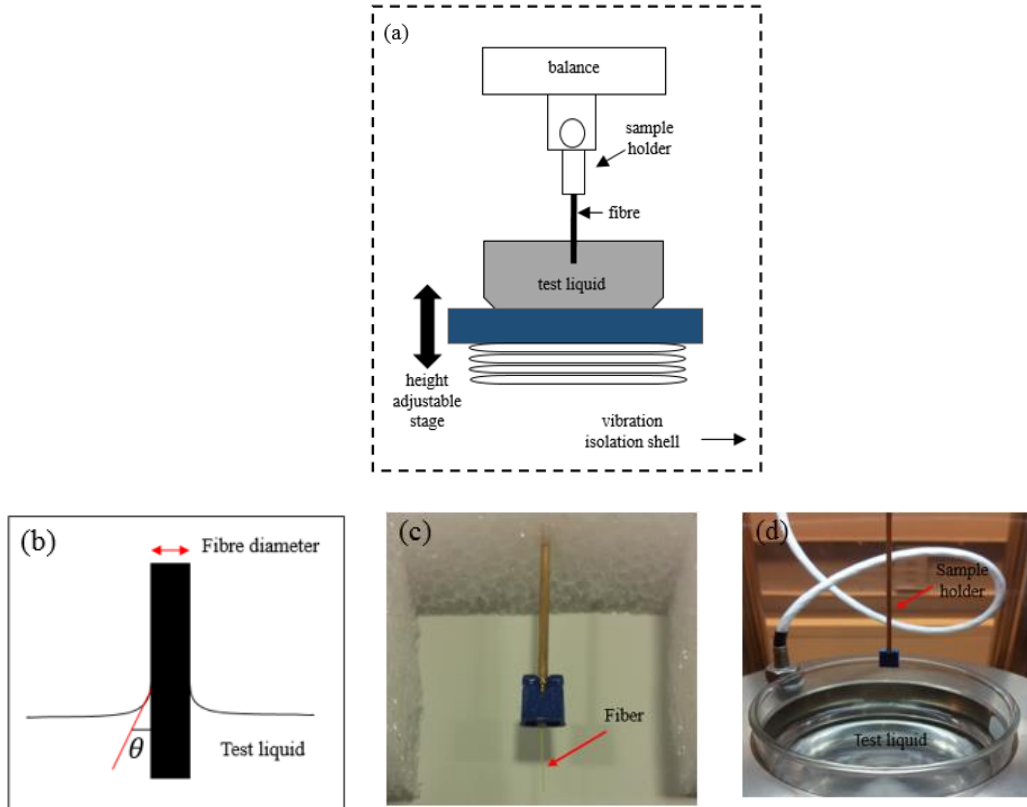 (a)
balance
sample
holder
fibre
test liquid
height
adjustable
stage
vibration
isolation shell
(b)
Fibre diameter
θ
Test liquid
(c)
Fiber
(d)
Sample
holder
Test liquid